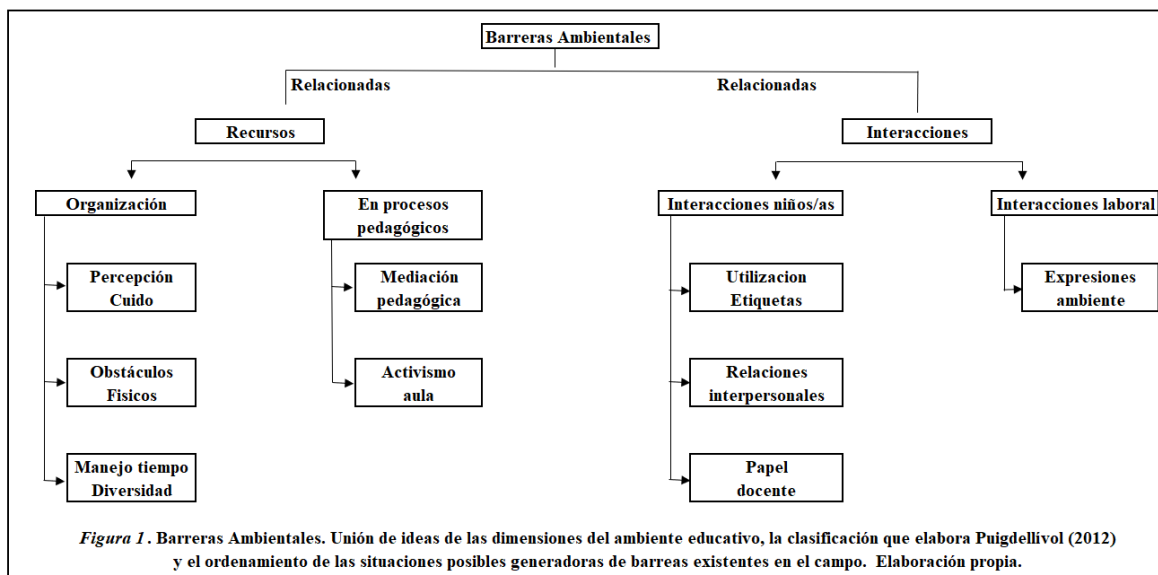 Barreras Ambientales
Relacionadas
Relacionadas
Recursos
Interacciones
Organización
En procesos
pedagógicos
Interacciones niños/as
Interacciones laboral
Percepción
Cuido
Mediación
pedagógica
Utilizacion
Etiquetas
Expresiones
ambiente
Obstáculos
Fisicos
Activismo
aula
Relaciones
interpersonales
Manejo tiempo
Diversidad
Papel
docente
Figura 1. Barreras Ambientales. Unión de ideas de las dimensiones del ambiente educativo, la clasificación que elabora Puigdellívol (2012)
y el ordenamiento de las situaciones posibles generadoras de barreas existentes en el campo. Elaboración propia.